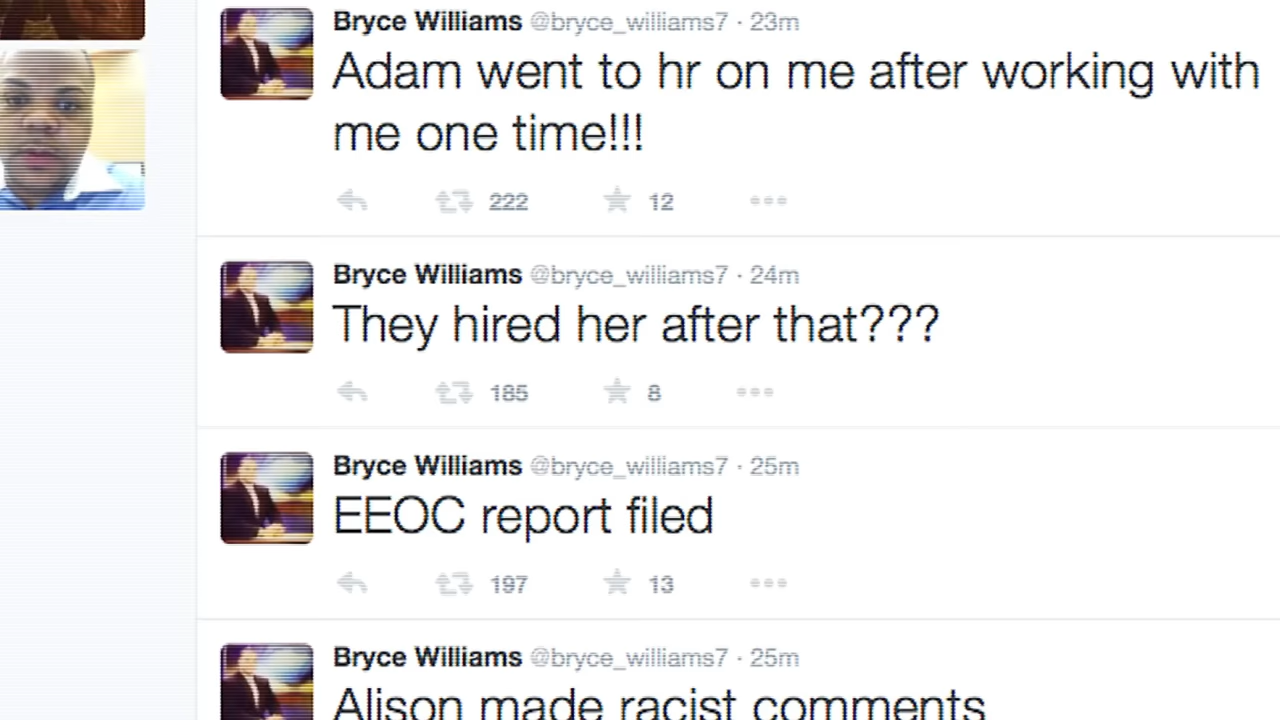 Bryce Williams @bryce_williams7 · 23m
Adam went to hr on me after working with
me one time!!!
222 12
Bryce Williams @bryce_williams7 · 24m
They hired her after that???
185 8
Bryce Williams @bryce_williams7 · 25m
EEOC report filed
197 13
Bryce Williams @bryce_williams7 · 25m
Alison made racist comments